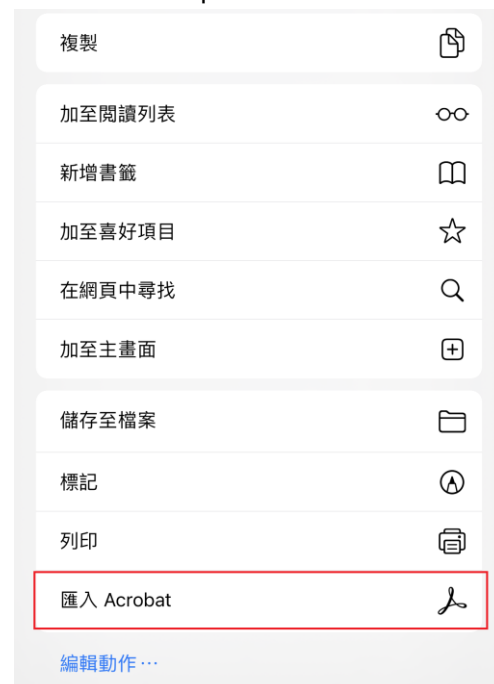 複製
加至閱讀列表
新增書籤
加至喜好項目
在網頁中尋找
加至主畫面
儲存至檔案
標記
列印
匯入 Acrobat
編輯動作⋯